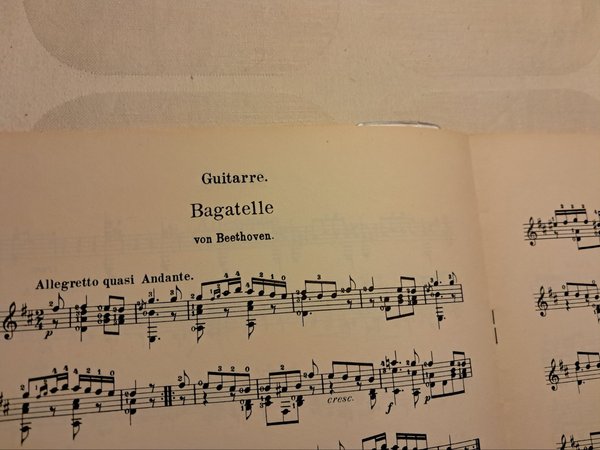 Guitarre.
Bagatelle
von Beethoven.
Allegretto quasi Andante.
p
cresc.
f
p